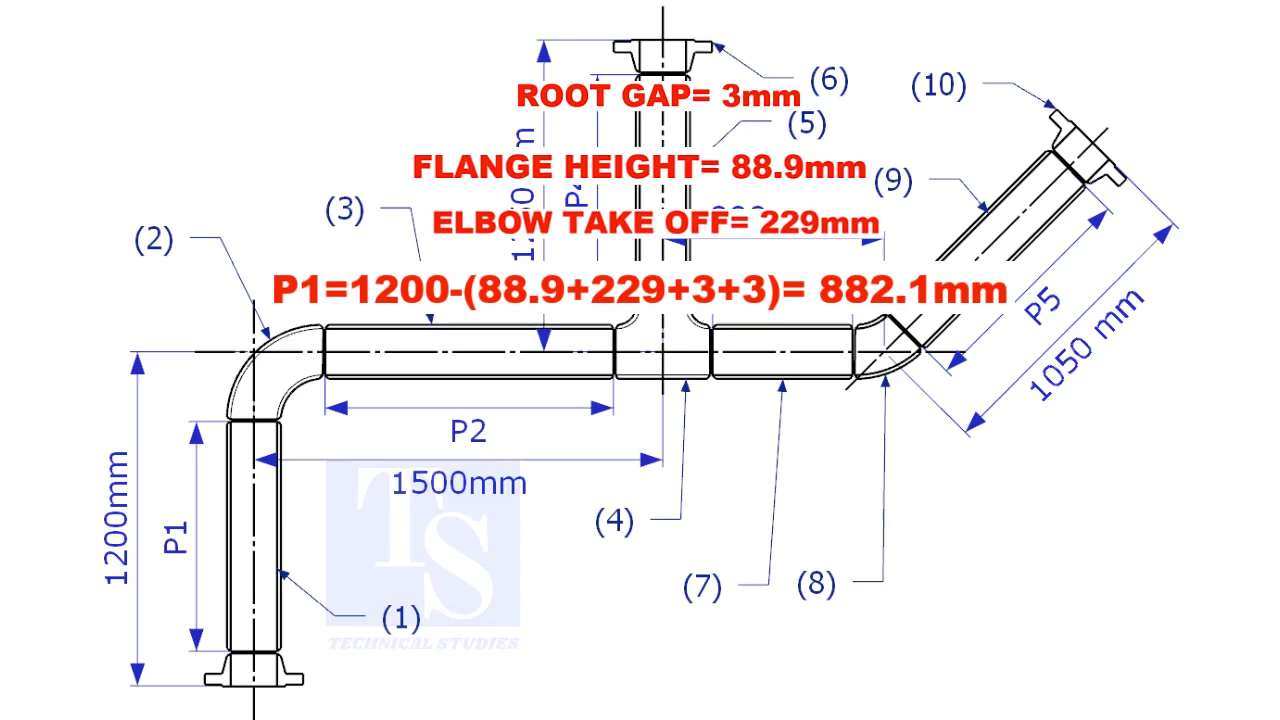 (6)
(10)
ROOT GAP= 3mm
(5)
FLANGE HEIGHT= 88.9mm
(9)
(3)
ELBOW TAKE OFF= 229mm
(2)
P1=1200-(88.9+229+3+3)= 882.1mm
P5
1050 mm
P2
1500mm
1200mm
P1
(4)
(7)
(8)
(1)
TS
TECHNICAL STUDIES